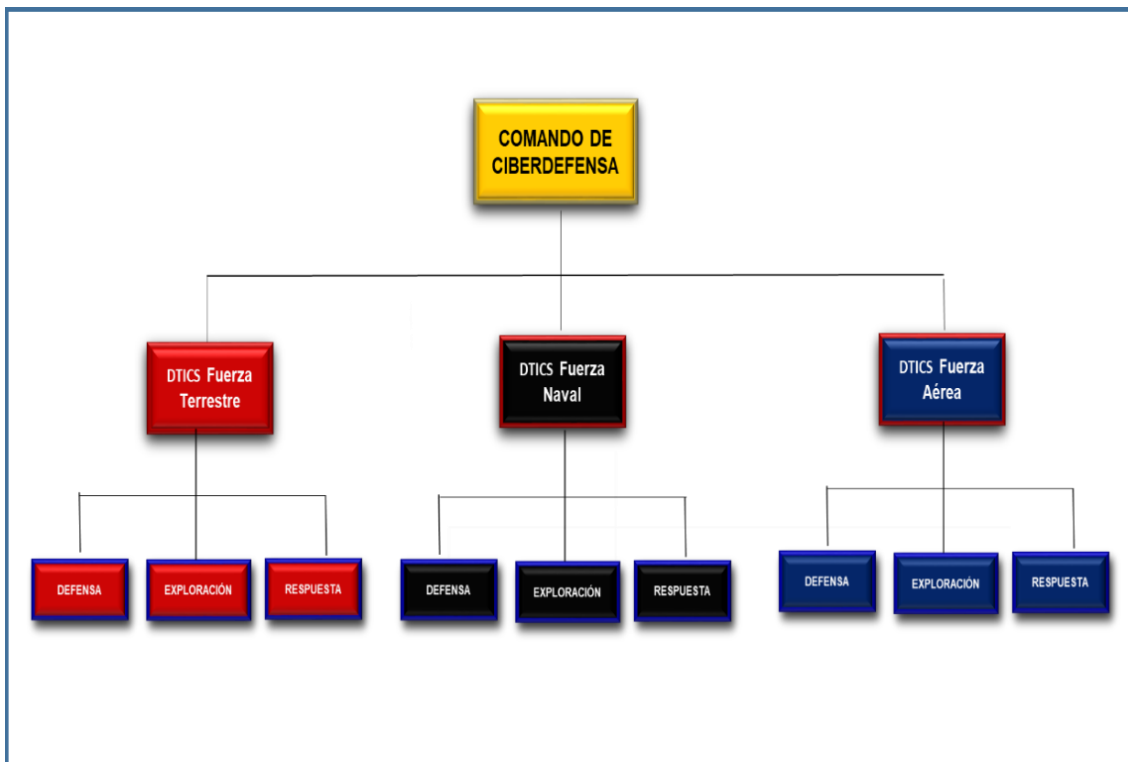 COMANDO DE
CIBERDEFENSA
DTICS Fuerza
Terrestre
DTICS Fuerza
Naval
DTICS Fuerza
Aérea
DEFENSA
EXPLORACIÓN
RESPUESTA
DEFENSA
EXPLORACIÓN
RESPUESTA
DEFENSA
EXPLORACIÓN
RESPUESTA